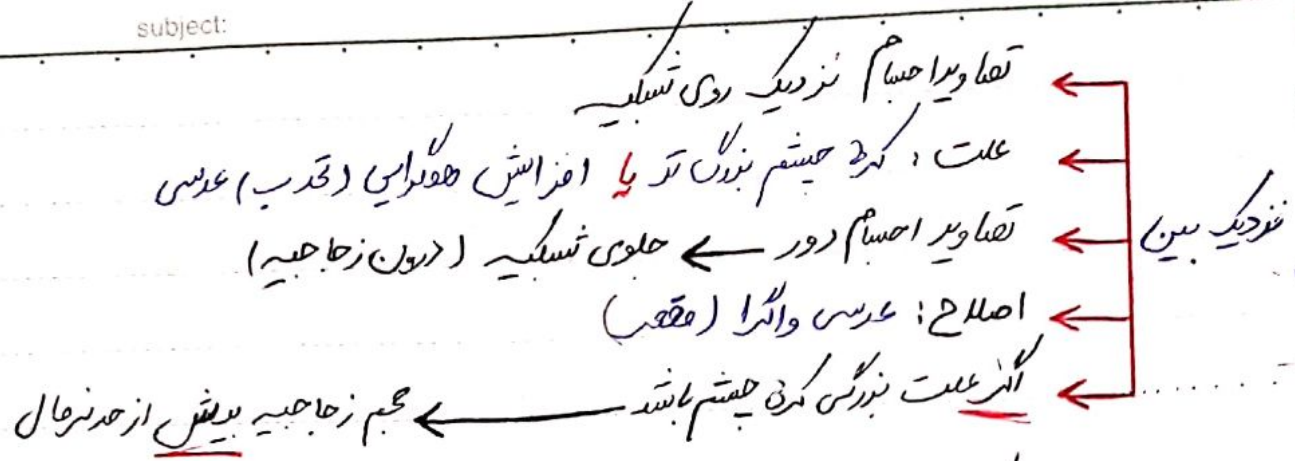 subject:
تصاویر اجسام نزدیک روی شبکیه
علت: کرهٔ چشم بزرگ تر یا افزایش همگرایی (تحدب) عدسی
نزدیک بین
تصاویر اجسام دور ← جلوی شبکیه (درون زجاجیه)
اصلاح: عدسی واگرا (مقعر)
اگر علت بزرگی کرهٔ چشم باشد ← حجم زجاجیه بیش از حد نرمال